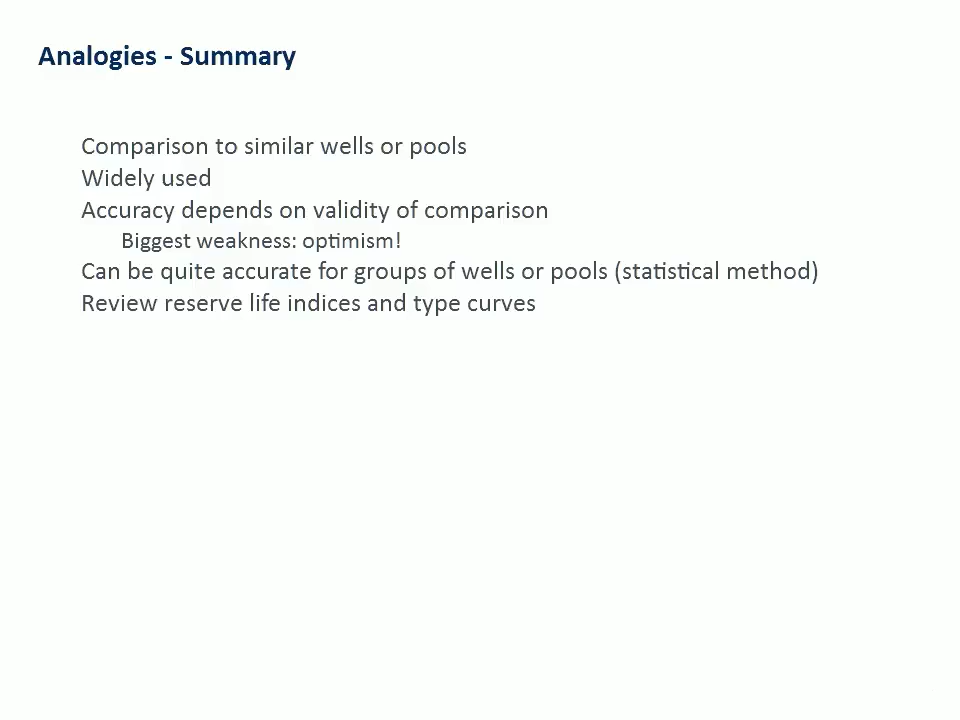 Analogies - Summary
Comparison to similar wells or pools
Widely used
Accuracy depends on validity of comparison
Biggest weakness: optimism!
Can be quite accurate for groups of wells or pools (statistical method)
Review reserve life indices and type curves